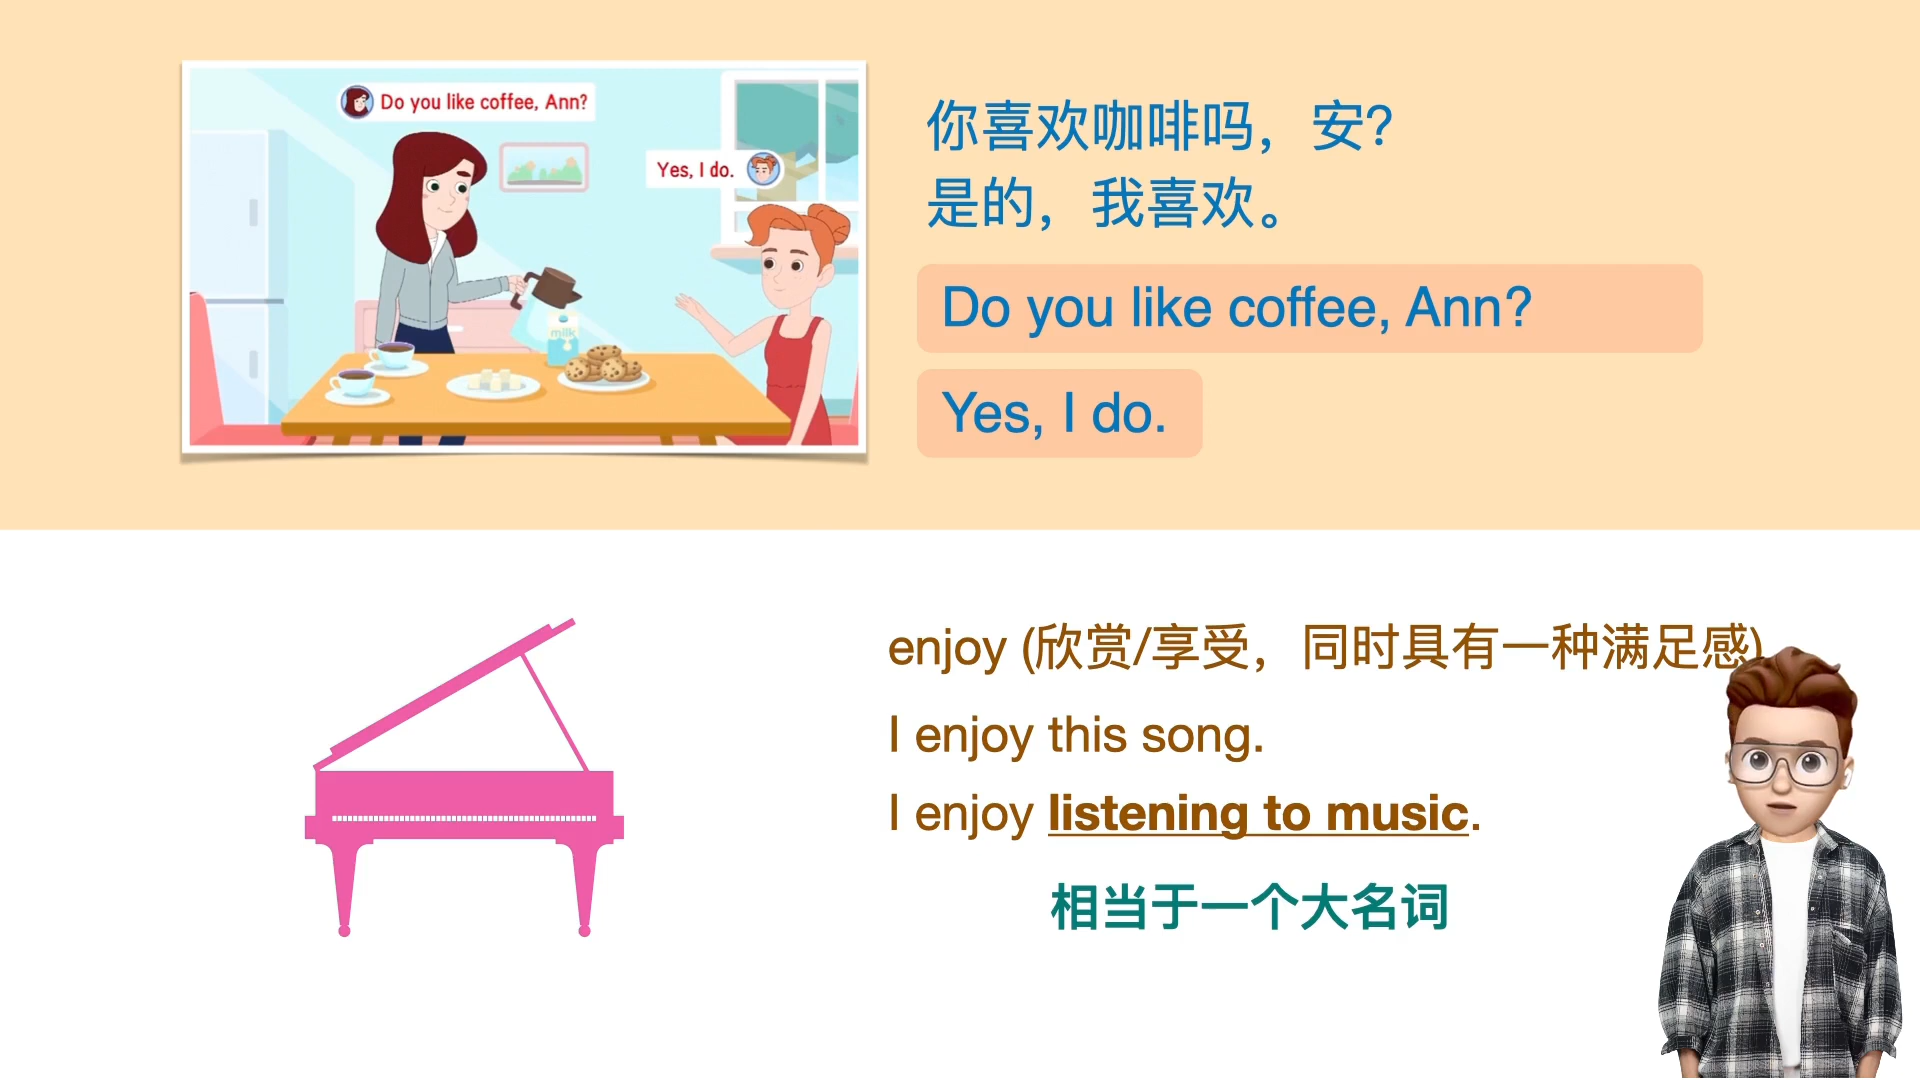 Do you like coffee, Ann?
Yes, I do.
milk
你喜欢咖啡吗，安？
是的，我喜欢。
Do you like coffee, Ann?
Yes, I do.
enjoy (欣赏/享受，同时具有一种满足感)
I enjoy this song.
I enjoy listening to music.
相当于一个大名词